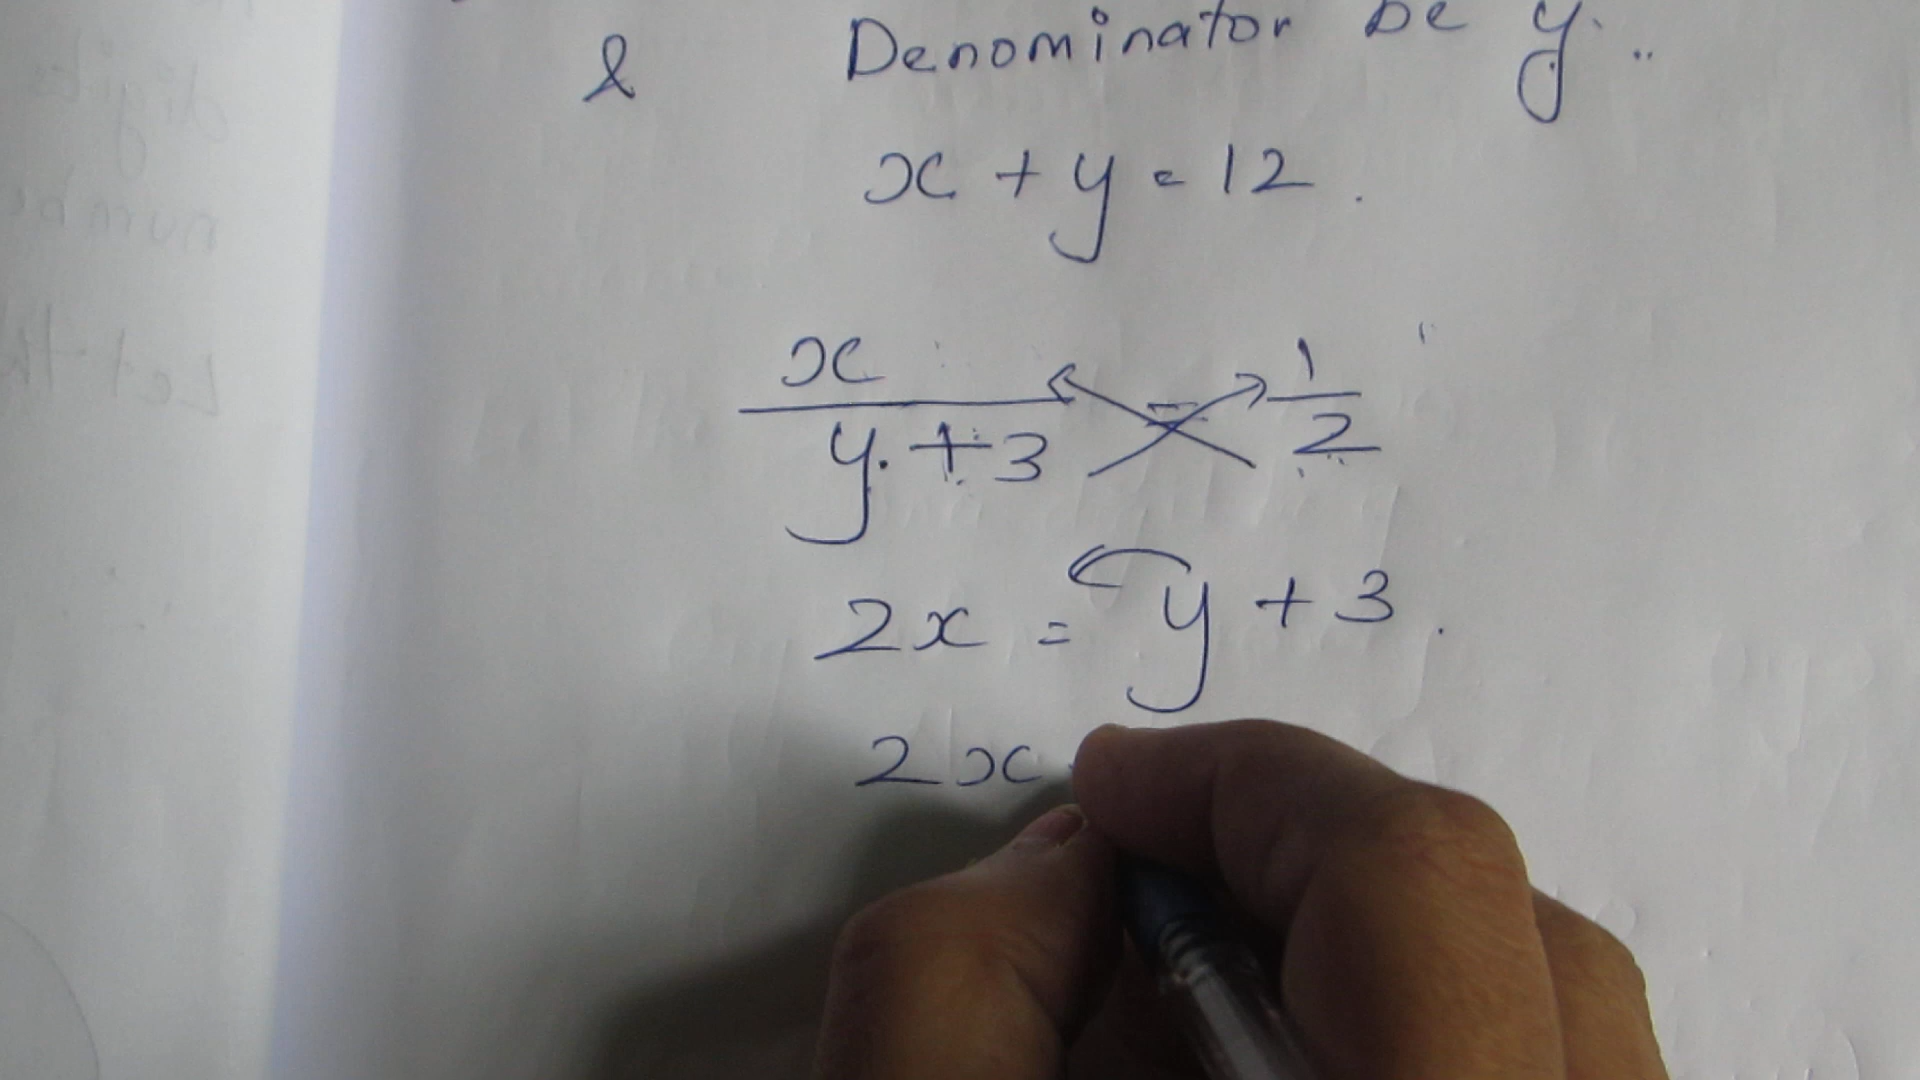 & Denominator be y.
x + y = 12.
x / y + 3 = 1 / 2
2x = y + 3.
2x